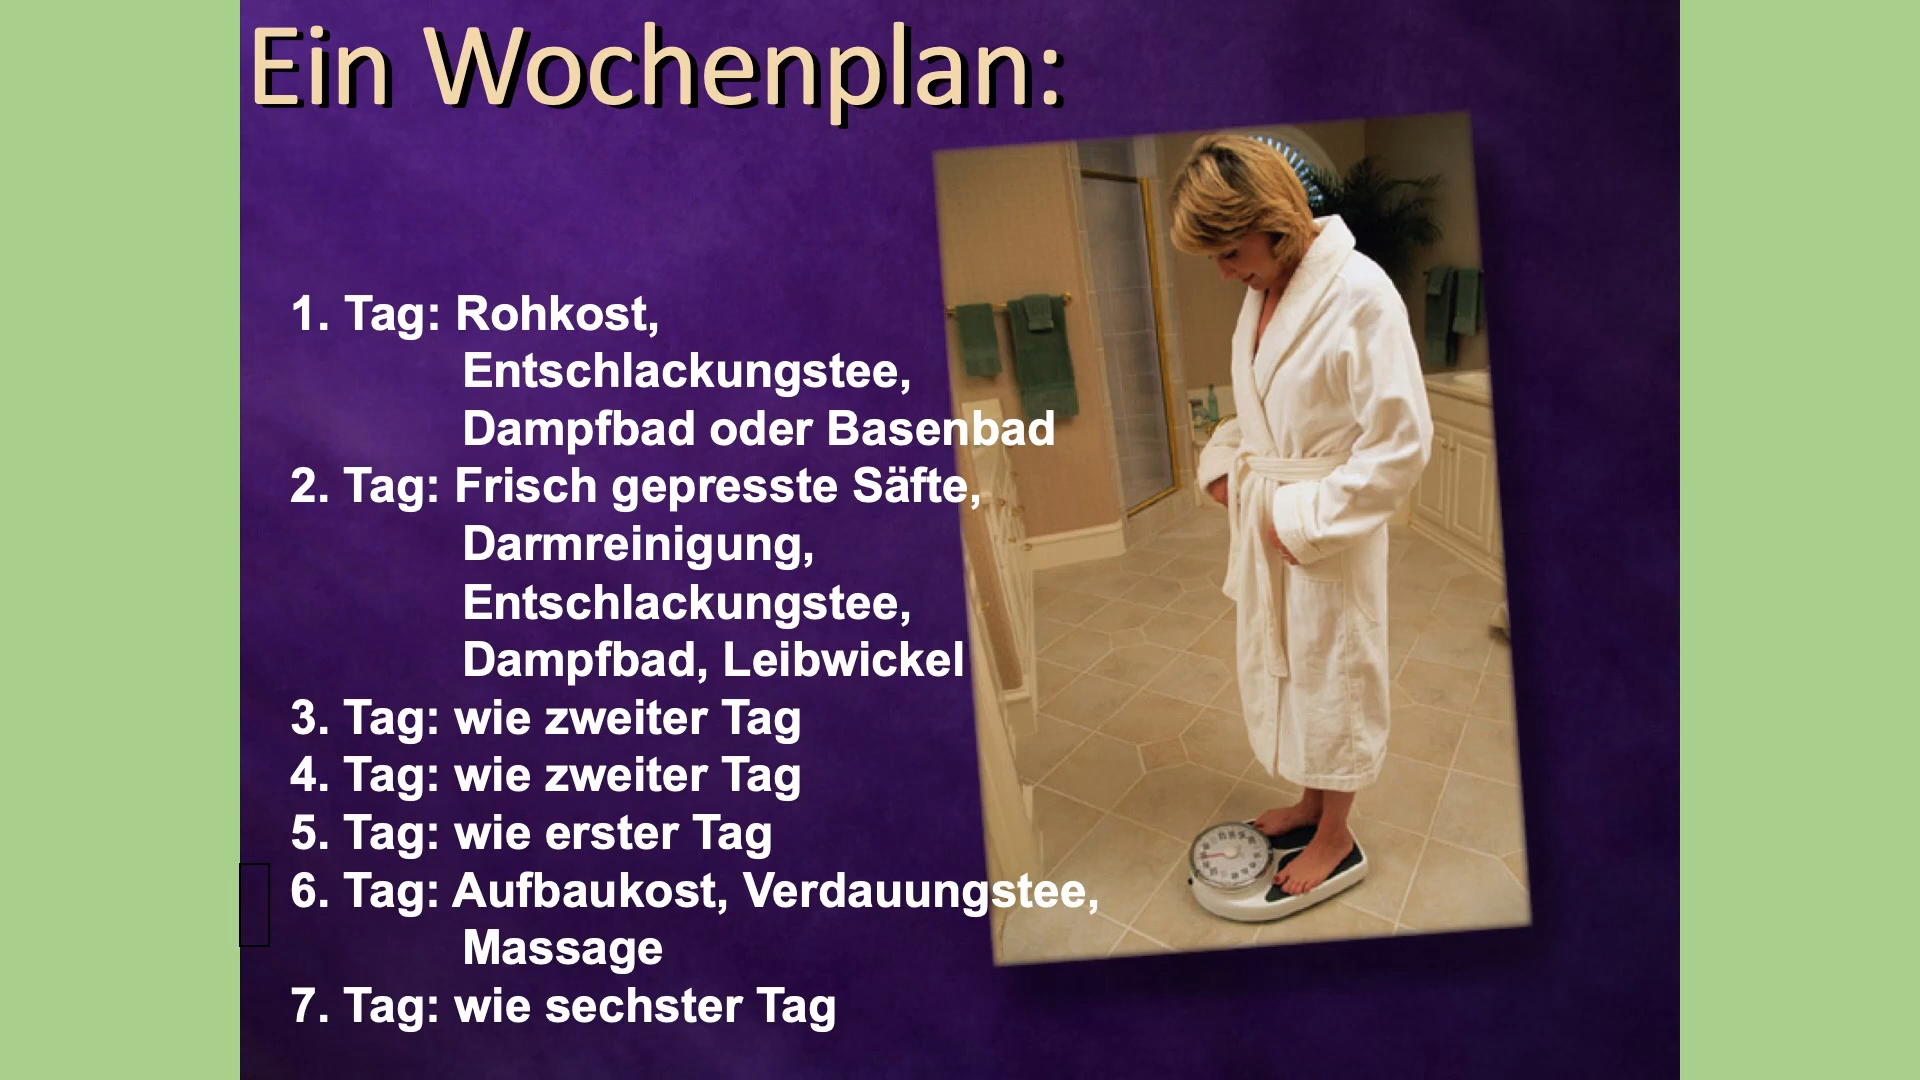 Ein Wochenplan:
1. Tag: Rohkost,
Entschlackungstee,
Dampfbad oder Basenbad
2. Tag: Frisch gepresste Säfte,
Darmreinigung,
Entschlackungstee,
Dampfbad, Leibwickel
3. Tag: wie zweiter Tag
4. Tag: wie zweiter Tag
5. Tag: wie erster Tag
6. Tag: Aufbaukost, Verdauungstee,
Massage
7. Tag: wie sechster Tag